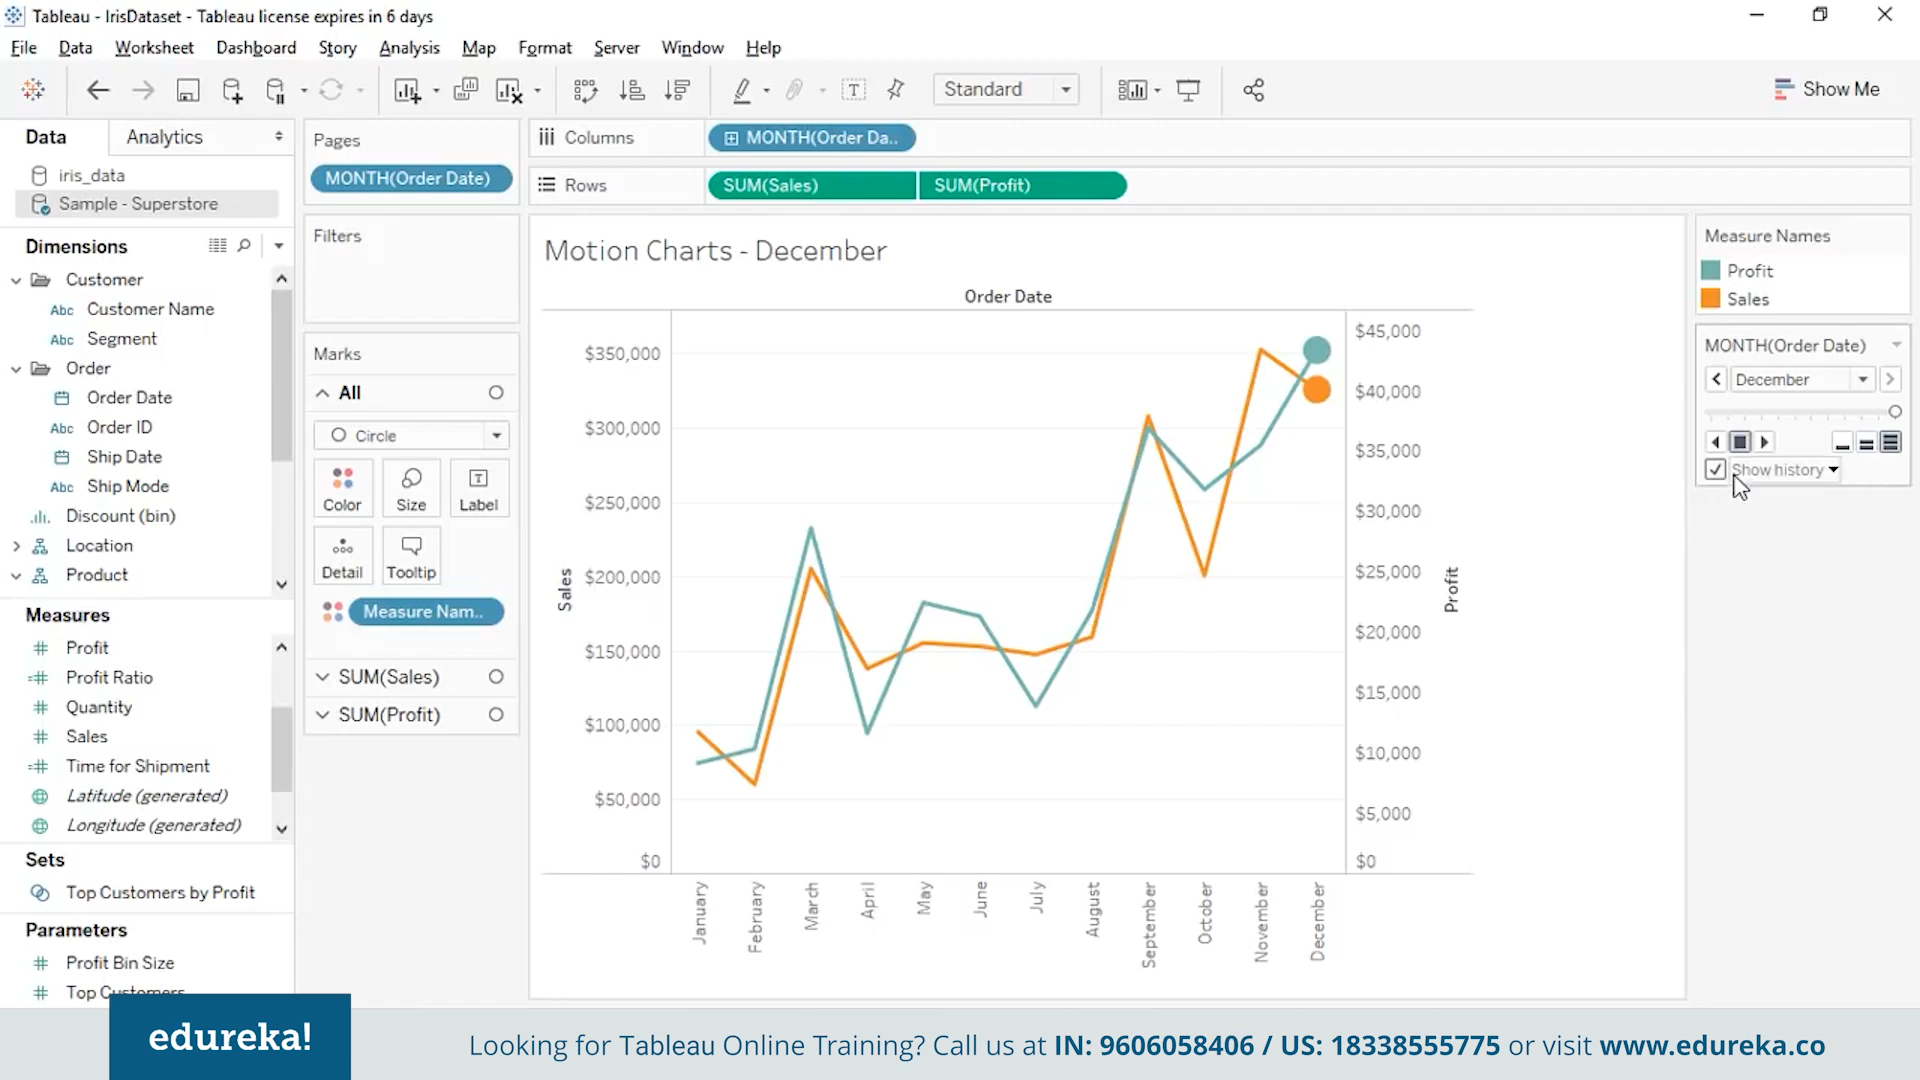 Tableau - IrisDataset - Tableau license expires in 6 days
File Data Worksheet Dashboard Story Analysis Map Format Server Window Help
Standard
Show Me
Data Analytics
iris_data
Sample - Superstore
Dimensions
Customer
Abc Customer Name
Abc Segment
Order
Order Date
Abc Order ID
Ship Date
Abc Ship Mode
Discount (bin)
Location
Product
Measures
Profit
Profit Ratio
Quantity
Sales
Time for Shipment
Latitude (generated)
Longitude (generated)
Sets
Top Customers by Profit
Parameters
Profit Bin Size
Top Customers
Pages
MONTH(Order Date)
Filters
Marks
All
Circle
Color Size Label
Detail Tooltip
Measure Nam..
SUM(Sales)
SUM(Profit)
Columns MONTH(Order Da..
Rows SUM(Sales) SUM(Profit)
Motion Charts - December
Order Date
$350,000
$300,000
$250,000
$200,000
$150,000
$100,000
$50,000
$0
Sales
$45,000
$40,000
$35,000
$30,000
$25,000
$20,000
$15,000
$10,000
$5,000
$0
Profit
January
February
March
April
May
June
July
August
September
October
November
December
Measure Names
Profit
Sales
MONTH(Order Date)
December
Show history
edureka!
Looking for Tableau Online Training? Call us at IN: 9606058406 / US: 18338555775 or visit www.edureka.co